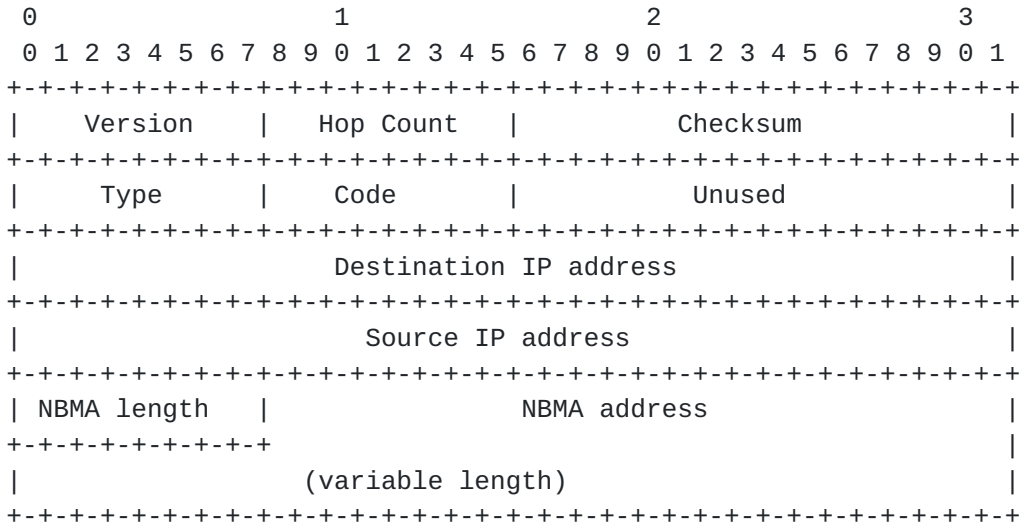 0                   1                   2                   3
 0 1 2 3 4 5 6 7 8 9 0 1 2 3 4 5 6 7 8 9 0 1 2 3 4 5 6 7 8 9 0 1
+-+-+-+-+-+-+-+-+-+-+-+-+-+-+-+-+-+-+-+-+-+-+-+-+-+-+-+-+-+-+-+-+
|    Version    |   Hop Count   |          Checksum             |
+-+-+-+-+-+-+-+-+-+-+-+-+-+-+-+-+-+-+-+-+-+-+-+-+-+-+-+-+-+-+-+-+
|     Type      |    Code       |           Unused              |
+-+-+-+-+-+-+-+-+-+-+-+-+-+-+-+-+-+-+-+-+-+-+-+-+-+-+-+-+-+-+-+-+
|                    Destination IP address                     |
+-+-+-+-+-+-+-+-+-+-+-+-+-+-+-+-+-+-+-+-+-+-+-+-+-+-+-+-+-+-+-+-+
|                      Source IP address                        |
+-+-+-+-+-+-+-+-+-+-+-+-+-+-+-+-+-+-+-+-+-+-+-+-+-+-+-+-+-+-+-+-+
| NBMA length   |                NBMA address                   |
+-+-+-+-+-+-+-+-+                                               |
|                  (variable length)                            |
+-+-+-+-+-+-+-+-+-+-+-+-+-+-+-+-+-+-+-+-+-+-+-+-+-+-+-+-+-+-+-+-+